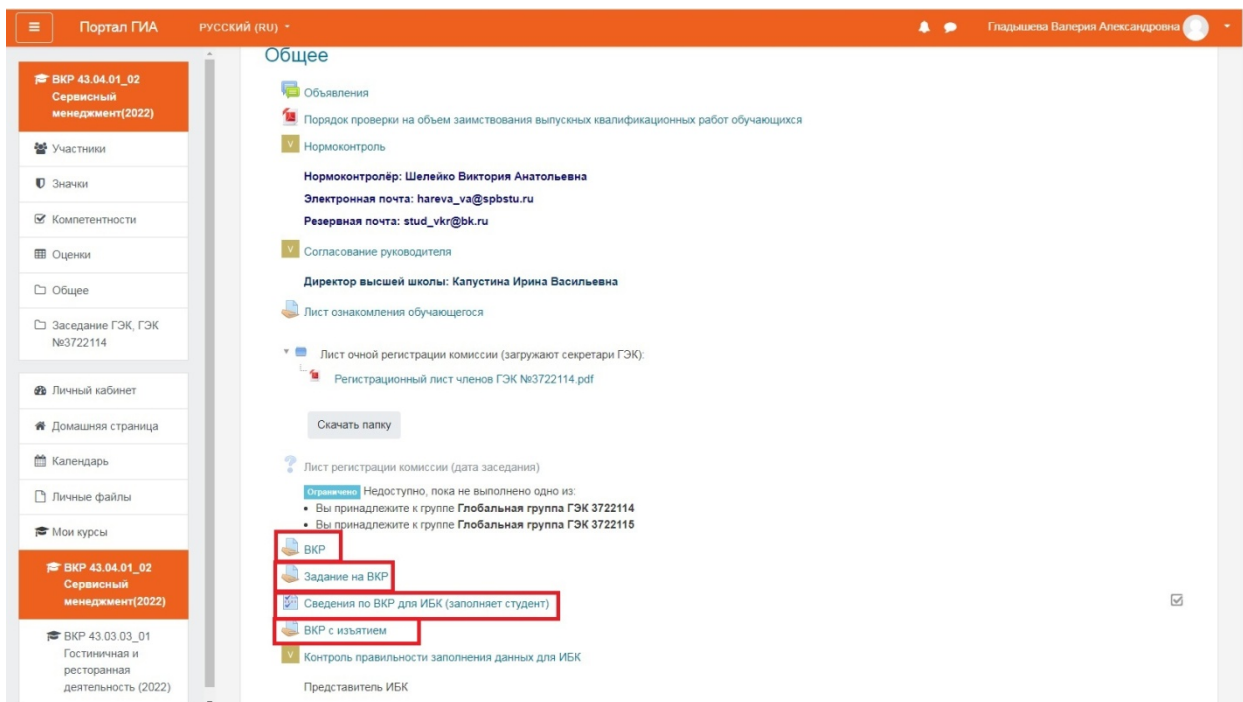 Портал ГИА
РУССКИЙ (RU)
Гладышева Валерия Александровна
ВКР 43.04.01_02
Сервисный
менеджмент(2022)
Участники
Значки
Компетентности
Оценки
Общее
Заседание ГЭК, ГЭК
№3722114
Личный кабинет
Домашняя страница
Календарь
Личные файлы
Мои курсы
ВКР 43.04.01_02
Сервисный
менеджмент(2022)
ВКР 43.03.03_01
Гостиничная и
ресторанная
деятельность (2022)
Общее
Объявления
Порядок проверки на объем заимствования выпускных квалификационных работ обучающихся
V Нормоконтроль
Нормоконтролёр: Шелейко Виктория Анатольевна
Электронная почта: hareva_va@spbstu.ru
Резервная почта: stud_vkr@bk.ru
V Согласование руководителя
Директор высшей школы: Капустина Ирина Васильевна
Лист ознакомления обучающегося
Лист очной регистрации комиссии (загружают секретари ГЭК):
Регистрационный лист членов ГЭК №3722114.pdf
Скачать папку
Лист регистрации комиссии (дата заседания)
Ограничено Недоступно, пока не выполнено одно из:
• Вы принадлежите к группе Глобальная группа ГЭК 3722114
• Вы принадлежите к группе Глобальная группа ГЭК 3722115
ВКР
Задание на ВКР
Сведения по ВКР для ИБК (заполняет студент)
ВКР с изъятием
V Контроль правильности заполнения данных для ИБК
Представитель ИБК